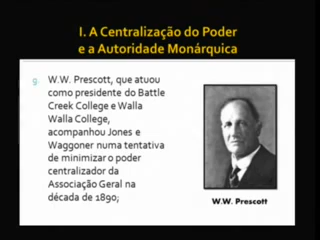 I. A Centralização do Poder
e a Autoridade Monárquica
9. W.W. Prescott, que atuou
como presidente do Battle
Creek College e Walla
Walla College,
acompanhou Jones e
Waggoner numa tentativa
de minimizar o poder
centralizador da
Associação Geral na
década de 1890;
W.W. Prescott